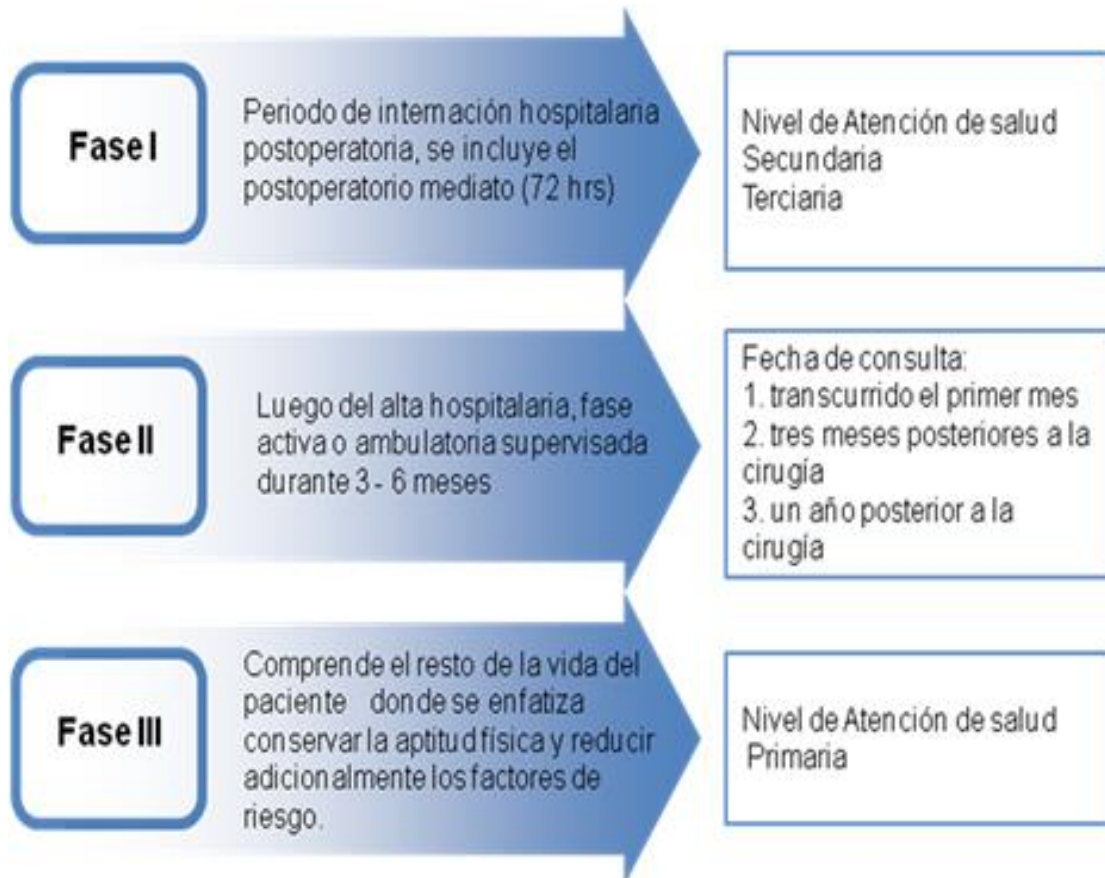 Fase I
Periodo de internación hospitalaria
postoperatoria, se incluye el
postoperatorio mediato (72 hrs)
Nivel de Atención de salud
Secundaria
Terciaria
Fase II
Luego del alta hospitalaria, fase
activa o ambulatoria supervisada
durante 3 - 6 meses
Fecha de consulta:
1. transcurrido el primer mes
2. tres meses posteriores a la
cirugía
3. un año posterior a la
cirugía
Fase III
Comprende el resto de la vida del
paciente donde se enfatiza
conservar la aptitud física y reducir
adicionalmente los factores de
riesgo.
Nivel de Atención de salud
Primaria